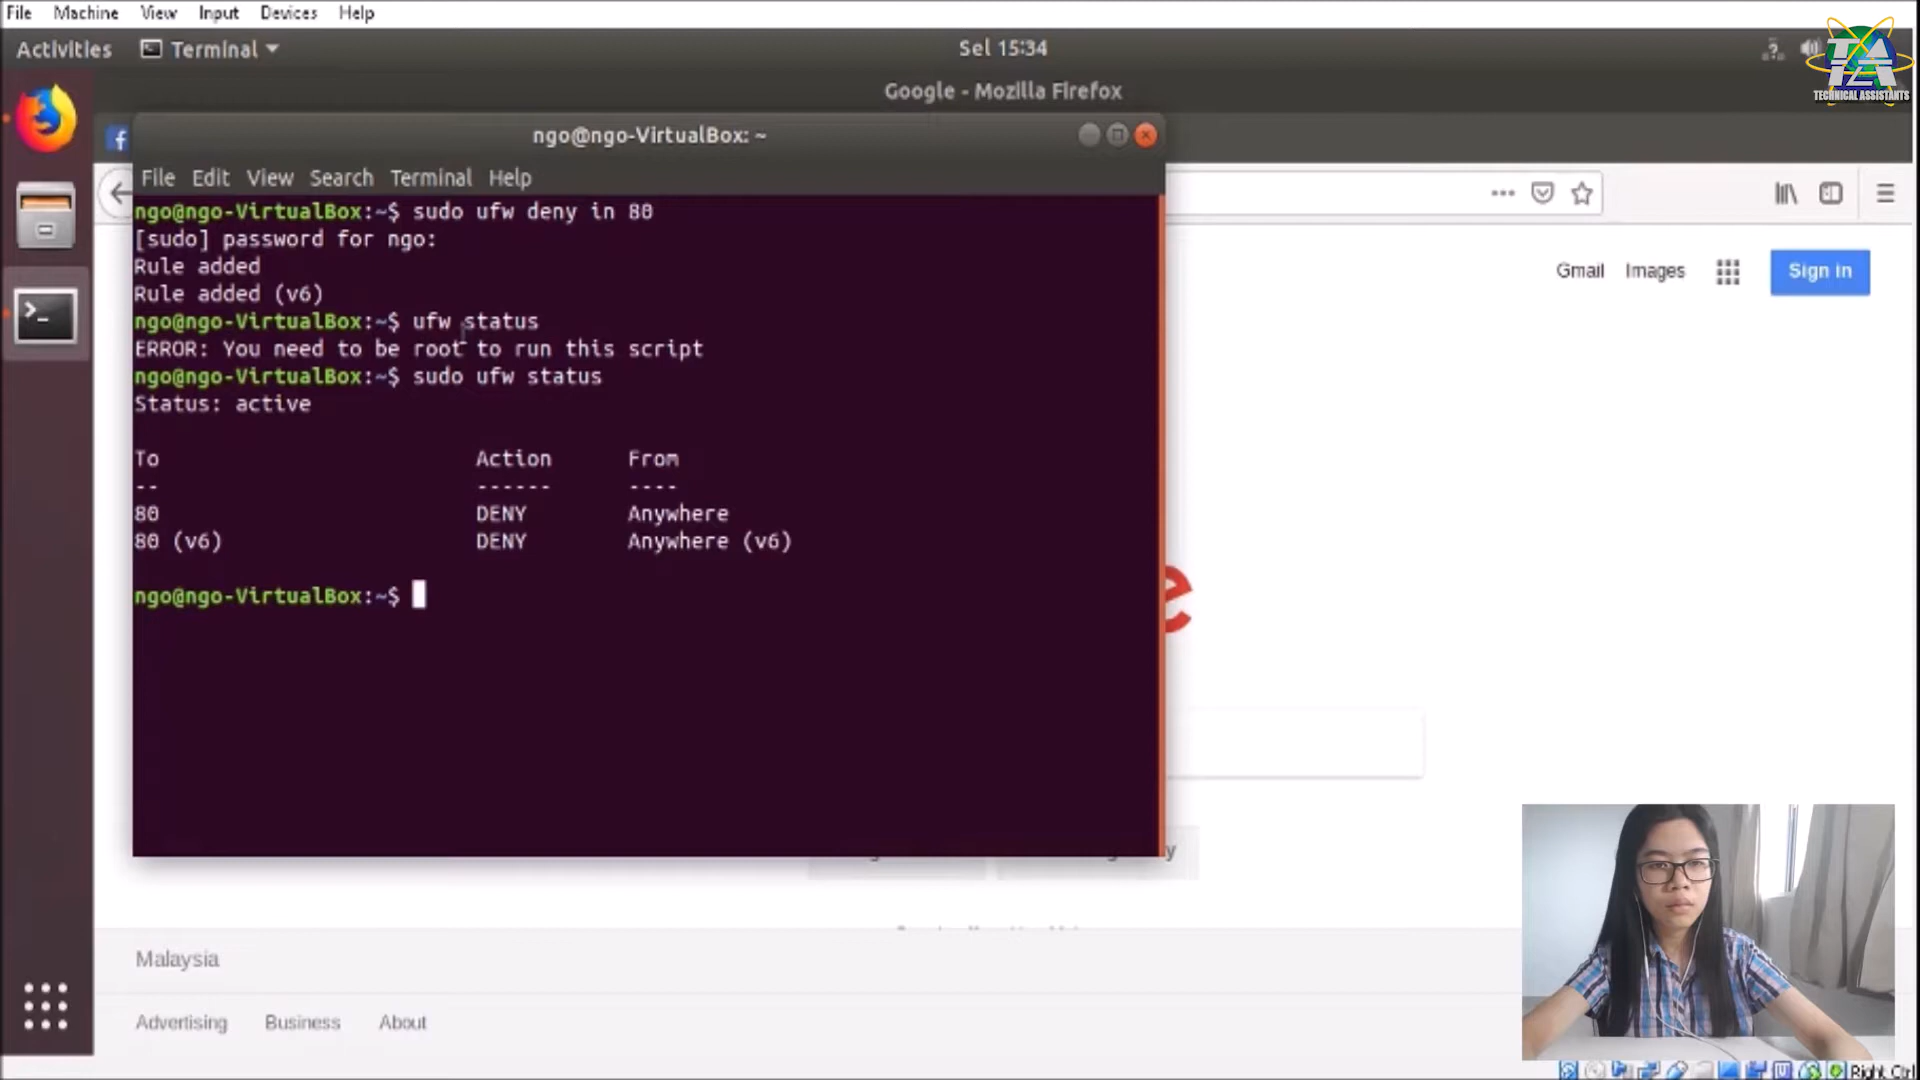 File Machine View Input Devices Help
Activities Terminal Sel 15:34
TA
TECHNICAL ASSISTANTS
Google - Mozilla Firefox
ngo@ngo-VirtualBox: ~
File Edit View Search Terminal Help
ngo@ngo-VirtualBox:~$ sudo ufw deny in 80
[sudo] password for ngo:
Rule added
Rule added (v6)
ngo@ngo-VirtualBox:~$ ufw status
ERROR: You need to be root to run this script
ngo@ngo-VirtualBox:~$ sudo ufw status
Status: active
To Action From
-- ------ ----
80 DENY Anywhere
80 (v6) DENY Anywhere (v6)
ngo@ngo-VirtualBox:~$
Gmail Images Sign in
e
y
Malaysia
Advertising Business About
Right Ctrl